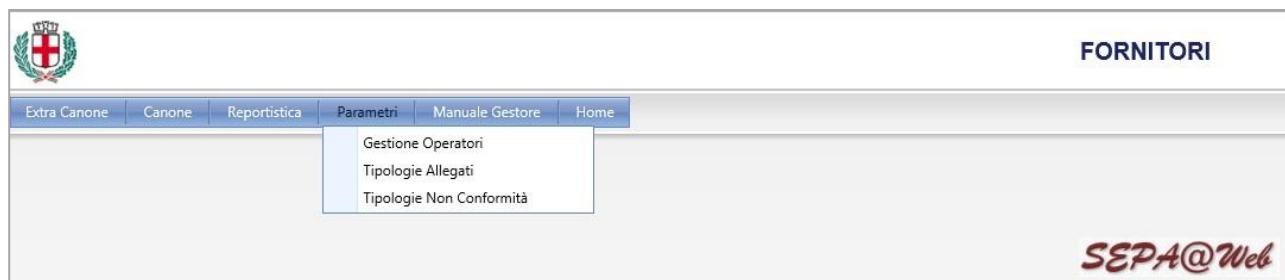 FORNITORI
Extra Canone Canone Reportistica Parametri Manuale Gestore Home
Gestione Operatori
Tipologie Allegati
Tipologie Non Conformità
SEPA@Web